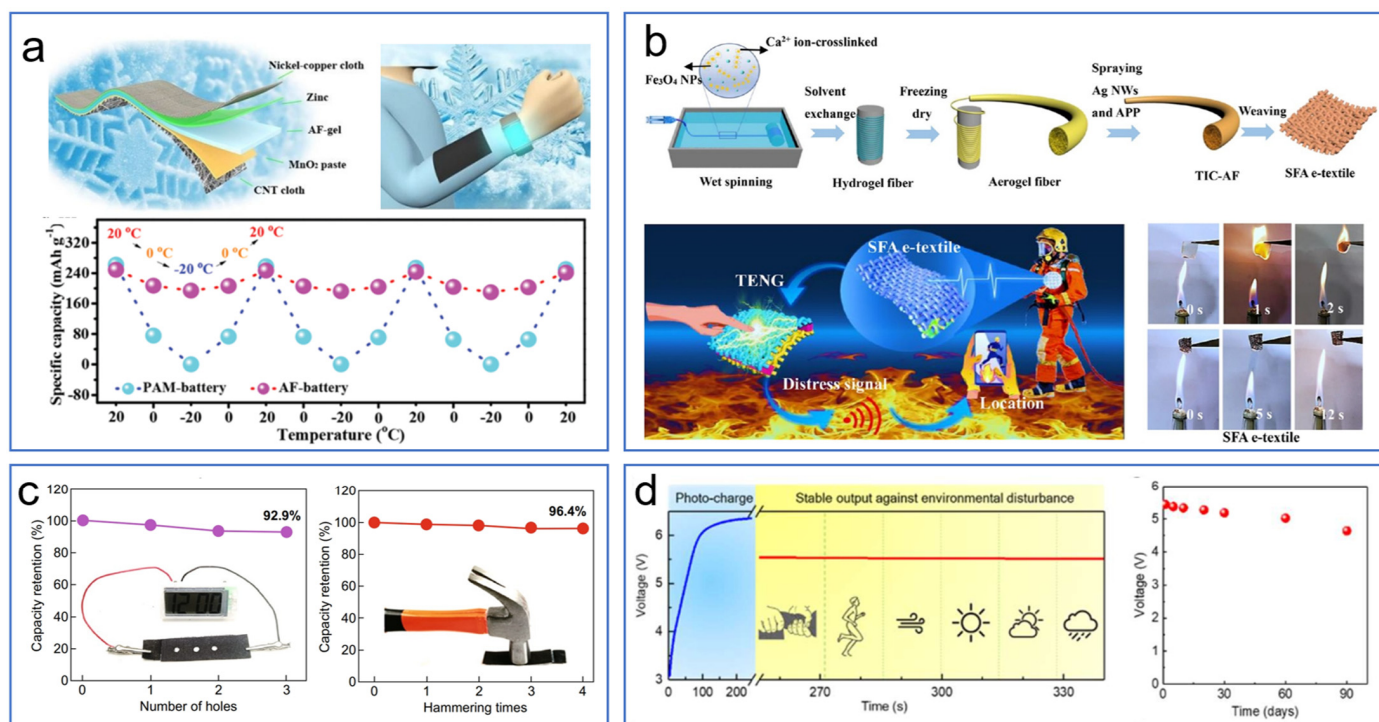 a
Nickel-copper cloth
Zinc
AF-gel
MnO₂ paste
CNT cloth
Specific capacity (mAh g⁻¹)
320
240
160
80
0
-80
20 °C
0 °C
-20 °C
0 °C
20 °C
PAM-battery
AF-battery
20 0 -20 0 20 0 -20 0 20 0 -20 0 20
Temperature (°C)
b
Ca²⁺ ion-crosslinked
Fe₃O₄ NPs
Wet spinning
Solvent
exchange
Hydrogel fiber
Freezing
dry
Aerogel fiber
Spraying
Ag NWs
and APP
TIC-AF
Weaving
SFA e-textile
SFA e-textile
TENG
Distress signal
Location
0 s
1 s
2 s
0 s
5 s
12 s
SFA e-textile
c
Capacity retention (%)
120
100
80
60
40
20
0
92.9%
12:00
0 1 2 3
Number of holes
Capacity retention (%)
120
100
80
60
40
20
0
96.4%
0 1 2 3 4
Hammering times
d
Photo-charge
Stable output against environmental disturbance
Voltage (V)
6
5
4
3
0 100 200 270 300 330
Time (s)
Voltage (V)
6
5
4
3
2
1
0
0 30 60 90
Time (days)